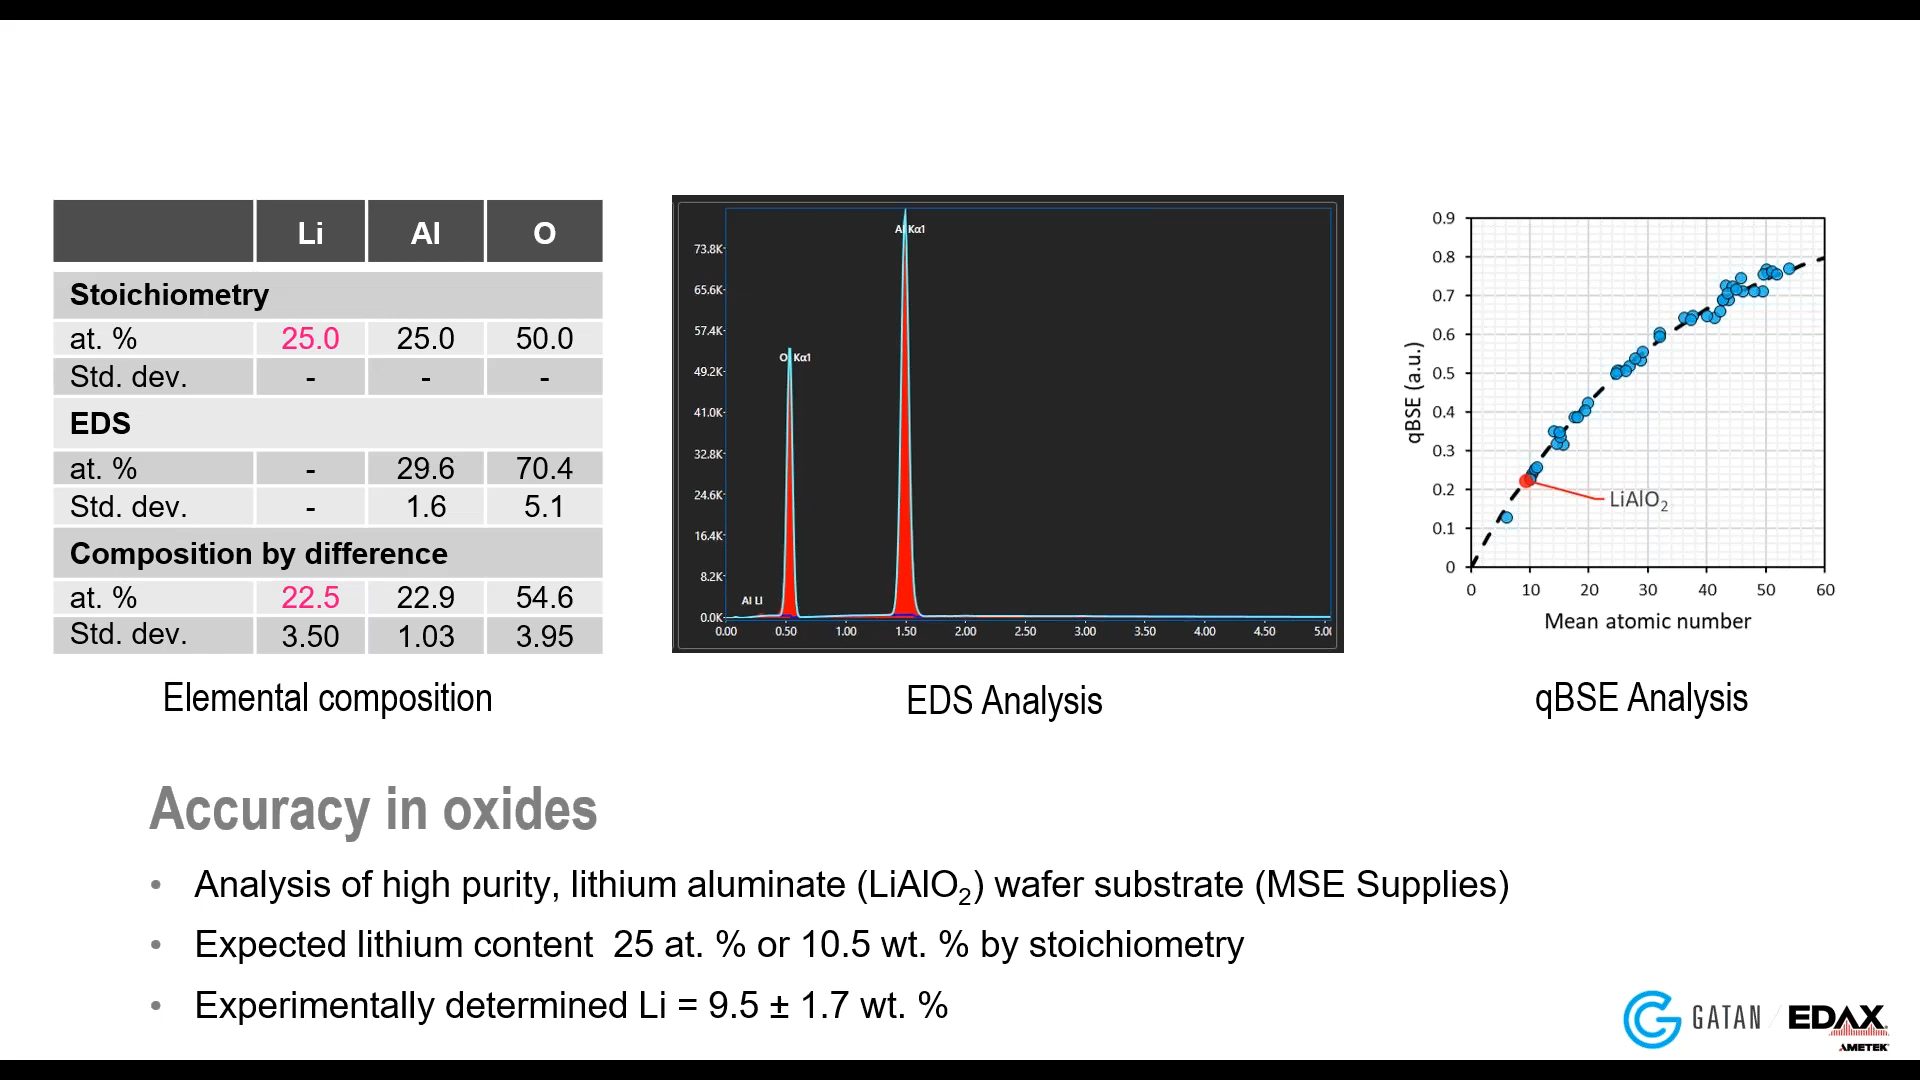 Li Al O
Stoichiometry
at. % 25.0 25.0 50.0
Std. dev. - - -
EDS
at. % - 29.6 70.4
Std. dev. - 1.6 5.1
Composition by difference
at. % 22.5 22.9 54.6
Std. dev. 3.50 1.03 3.95
Elemental composition
Al Kα1
O Kα1
Al Ll
73.8K
65.6K
57.4K
49.2K
41.0K
32.8K
24.6K
16.4K
8.2K
0.0K
0.00 0.50 1.00 1.50 2.00 2.50 3.00 3.50 4.00 4.50 5.00
EDS Analysis
qBSE (a.u.)
0.9
0.8
0.7
0.6
0.5
0.4
0.3
0.2
0.1
0
LiAlO₂
0 10 20 30 40 50 60
Mean atomic number
qBSE Analysis
Accuracy in oxides
• Analysis of high purity, lithium aluminate (LiAlO₂) wafer substrate (MSE Supplies)
• Expected lithium content 25 at. % or 10.5 wt. % by stoichiometry
• Experimentally determined Li = 9.5 ± 1.7 wt. %
GATAN / EDAX
AMETEK